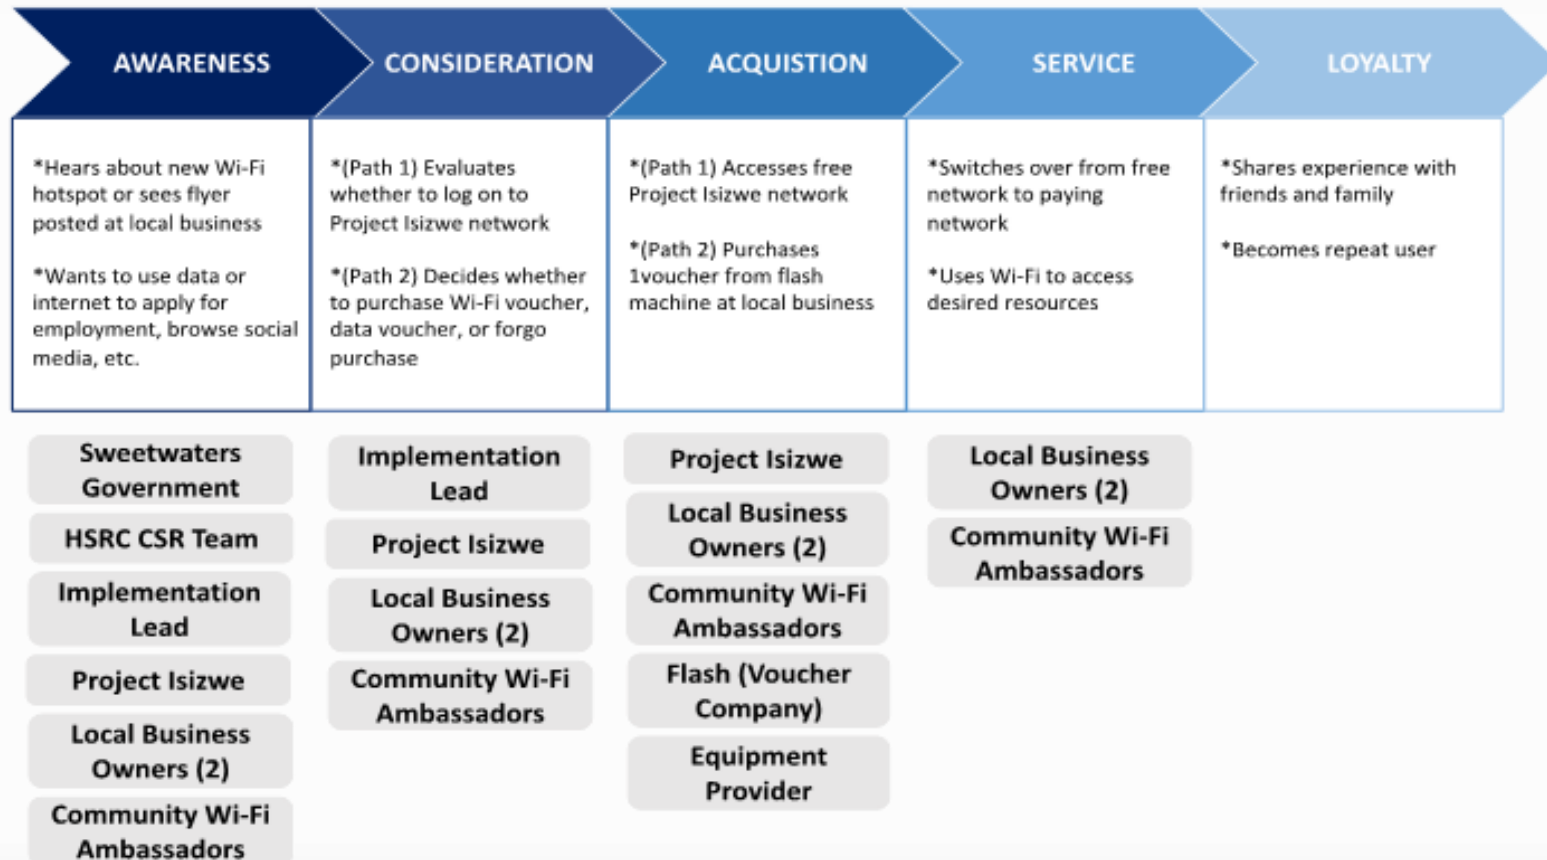 AWARENESS
CONSIDERATION
ACQUISTION
SERVICE
LOYALTY
*Hears about new Wi-Fi
hotspot or sees flyer
posted at local business
*Wants to use data or
internet to apply for
employment, browse social
media, etc.
*(Path 1) Evaluates
whether to log on to
Project Isizwe network
*(Path 2) Decides whether
to purchase Wi-Fi voucher,
data voucher, or forgo
purchase
*(Path 1) Accesses free
Project Isizwe network
*(Path 2) Purchases
1voucher from flash
machine at local business
*Switches over from free
network to paying
network
*Uses Wi-Fi to access
desired resources
*Shares experience with
friends and family
*Becomes repeat user
Sweetwaters
Government
HSRC CSR Team
Implementation
Lead
Project Isizwe
Local Business
Owners (2)
Community Wi-Fi
Ambassadors
Implementation
Lead
Project Isizwe
Local Business
Owners (2)
Community Wi-Fi
Ambassadors
Project Isizwe
Local Business
Owners (2)
Community Wi-Fi
Ambassadors
Flash (Voucher
Company)
Equipment
Provider
Local Business
Owners (2)
Community Wi-Fi
Ambassadors